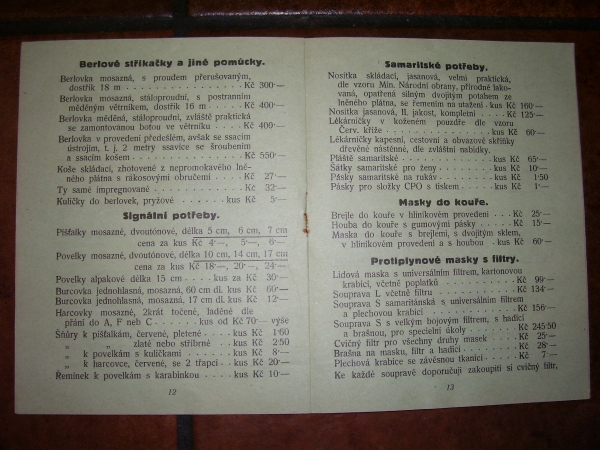 Berlové stříkačky a jiné pomůcky.
Berlovka mosazná, s proudem přerušovaným,
dostřik 18 m Kč 300·—
Berlovka mosazná, stáloproudní, s postranním
měděným větrníkem, dostřik 16 m Kč 400·—
Berlovka měděná, stáloproudní, zvláště praktická
se zamontovanou botou ve větrníku Kč 400·—
Berlovka v provedení předešlém, avšak se ssacím
ústrojím, t. j. 2 metry ssavice se šroubením
a ssacím košem Kč 550·—
Koše skládací, zhotovené z nepromokavého lně-
ného plátna s rákosovými obručemi Kč 27·—
Ty samé impregnované Kč 32·—
Kuličky do berlovek, pryžové kus Kč 5·—
Signální potřeby.
Píšťalky mosazné, dvoutónové, délka 5 cm, 6 cm, 7 cm
cena za kus Kč 4·—, 5·—, 6·—
Povelky mosazné, dvoutónové, délka 10 cm, 14 cm, 17 cm
cena za kus Kč 18·—, 20·—, 24·—
Povelky alpakové délka 15 cm za kus Kč 30·—
Burcovka jednohlasná, mosazná, 60 cm dl. kus Kč 60·—
Burcovka jednohlasná, mosazná, 17 cm dl. kus Kč 12·—
Harcovky mosazné, 2krát točené, laděné dle
přání do A, F neb C kus od Kč 70·— výše
Šňůry k píšťalkám, červené, pletené kus Kč 1·60
„ „ zlaté nebo stříbrné kus Kč 2·50
„ k povelkám s kuličkami kus Kč 8·—
„ k harcovce, červené, se 2 třapci kus Kč 20·—
Řemínek k povelkám s karabinkou kus Kč 10·—
12
Samaritské potřeby.
Nosítka skládací, jasanová, velmi praktická,
dle vzoru Min. Národní obrany, přírodně lako-
vaná, opatřená silným dvojitým potahem ze
lněného plátna, se řemením na utažení kus Kč 160·—
Nosítka jasanová, II. jakost, kompletní Kč 125·—
Lékárničky v koženém pouzdře dle vzoru
Červ. kříže kus Kč 60·—
Lékárničky kapesní, cestovní a obvazové skříňky
dřevěné nástěnné, dle zvláštní nabídky.
Pláště samaritské kus Kč 65·—
Šátky samaritské pro ženy kus Kč 10·—
Pásky samaritské na rukáv kus Kč 1·50
Pásky pro složky CPO s tiskem kus Kč 1·—
Masky do kouře.
Brejle do kouře v hliníkovém provedení Kč 25·—
Houba do kouře s gumovými pásky Kč 15·—
Maska do kouře s brejlemi, s dvojitým sklem,
v hliníkovém provedení a s houbou kus Kč 60·—
Protiplynové masky s filtry.
Lidová maska s universálním filtrem, kartonovou
krabicí, včetně poplatků Kč 99·—
Souprava L včetně filtru Kč 134·—
Souprava S samaritánská s universálním filtrem
a plechovou krabicí Kč 156·—
Souprava S s velkým bojovým filtrem, s hadicí
a brašnou, pro speciální úkoly Kč 245·50
Cvičný filtr pro všechny druhy masek Kč 25·—
Brašna na masku, filtr a hadici Kč 28·—
Plechová krabice se závěsnou tkanicí Kč 7·—
Ke každé soupravě doporučuji zakoupiti si cvičný filtr,
13